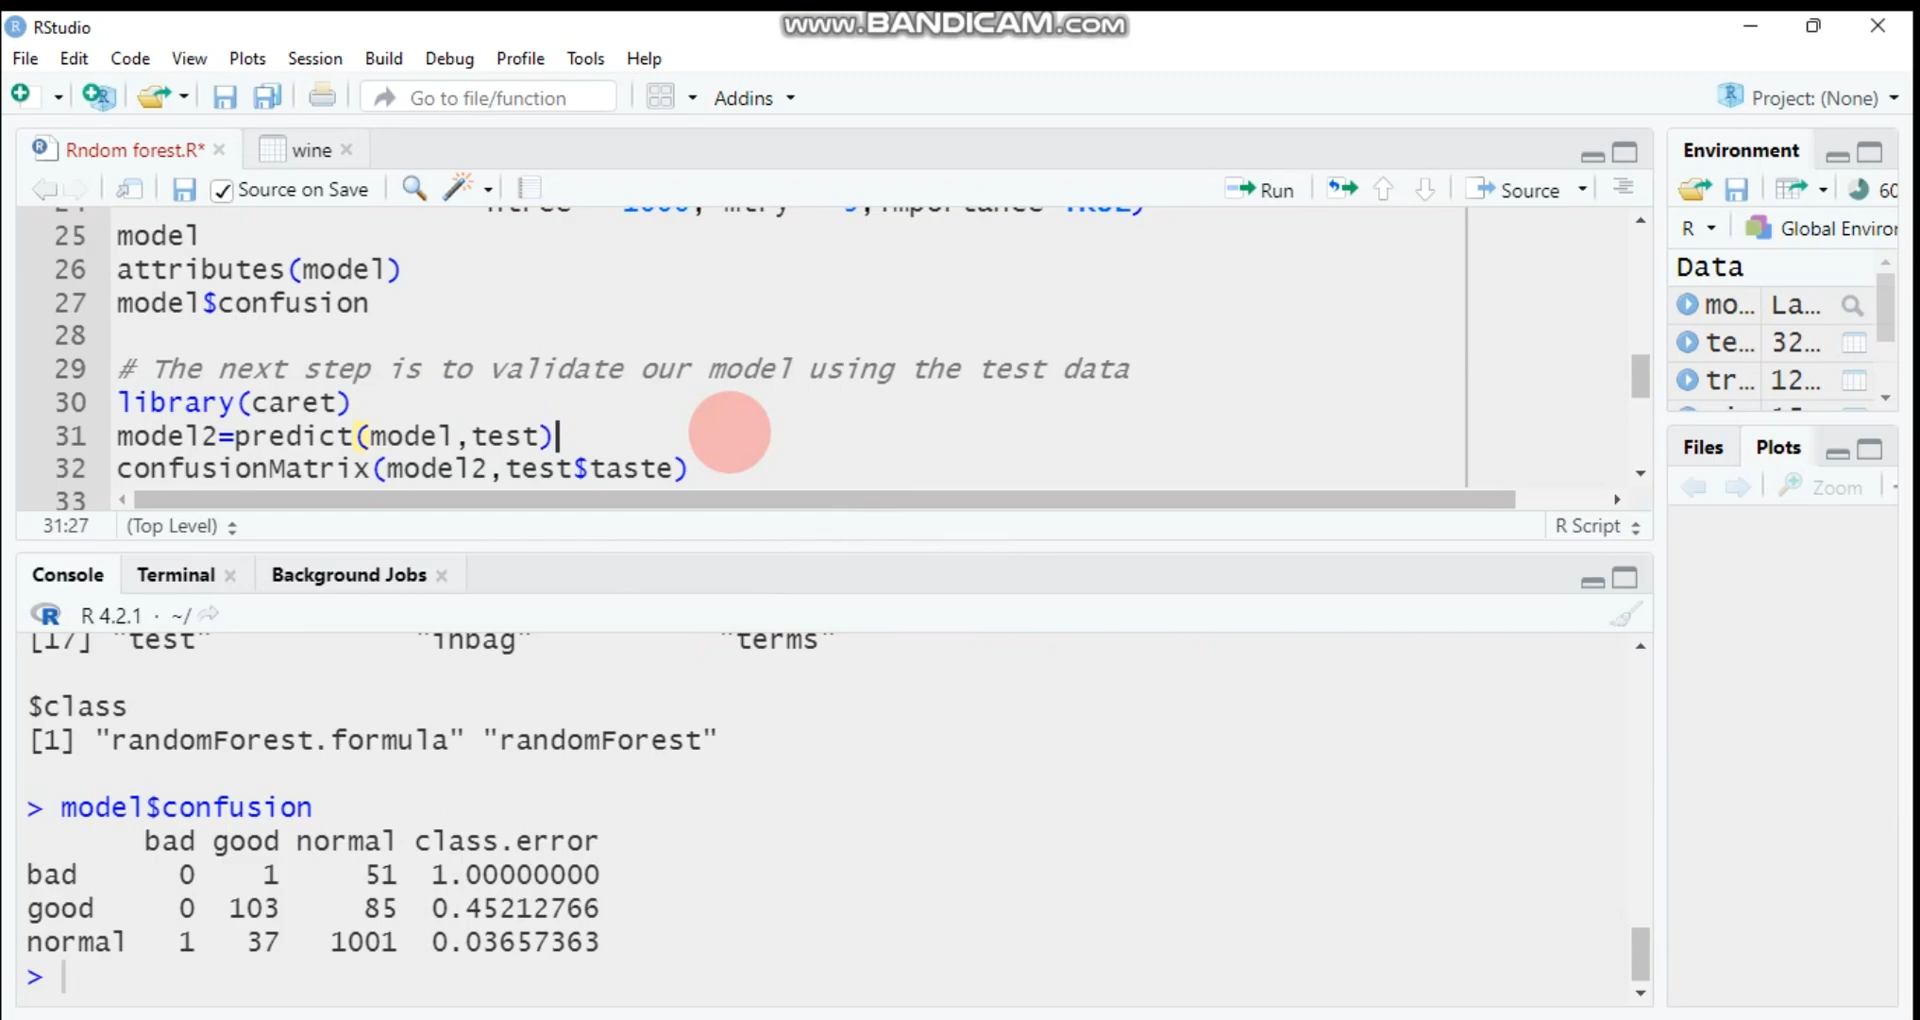 www.BANDICAM.com
RStudio
File Edit Code View Plots Session Build Debug Profile Tools Help
Go to file/function Addins Project: (None)
Rndom forest.R* wine
Source on Save Run Source
25 model
26 attributes(model)
27 model$confusion
28
29 # The next step is to validate our model using the test data
30 library(caret)
31 model2=predict(model,test)
32 confusionMatrix(model2,test$taste)
33
31:27 (Top Level) R Script
Console Terminal Background Jobs
R 4.2.1 · ~/
[17] "test" "inbag" "terms"
$class
[1] "randomForest.formula" "randomForest"
> model$confusion
bad good normal class.error
bad 0 1 51 1.00000000
good 0 103 85 0.45212766
normal 1 37 1001 0.03657363
>
Environment
R Global Enviro
Data
mo... La...
te... 32...
tr... 12...
Files Plots
Zoom